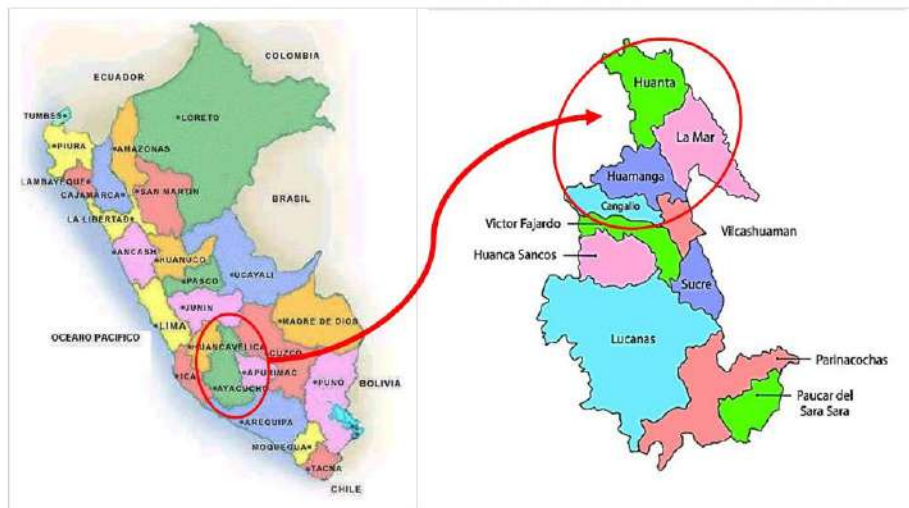 COLOMBIA
ECUADOR
TUMBES
LORETO
PIURA
AMAZONAS
LAMBAYEQUE
CAJAMARCA
SAN MARTIN
LA LIBERTAD
BRASIL
ANCASH
HUANUCO
UCAYALI
PASCO
JUNIN
LIMA
MADRE DE DIOS
OCEANO PACIFICO
HUANCAVELICA
CUZCO
ICA
APURIMAC
AYACUCHO
PUNO
BOLIVIA
AREQUIPA
MOQUEGUA
TACNA
CHILE
Huanta
La Mar
Huamanga
Cangallo
Victor Fajardo
Vilcashuaman
Huanca Sancos
Sucre
Lucanas
Parinacochas
Paucar del
Sara Sara